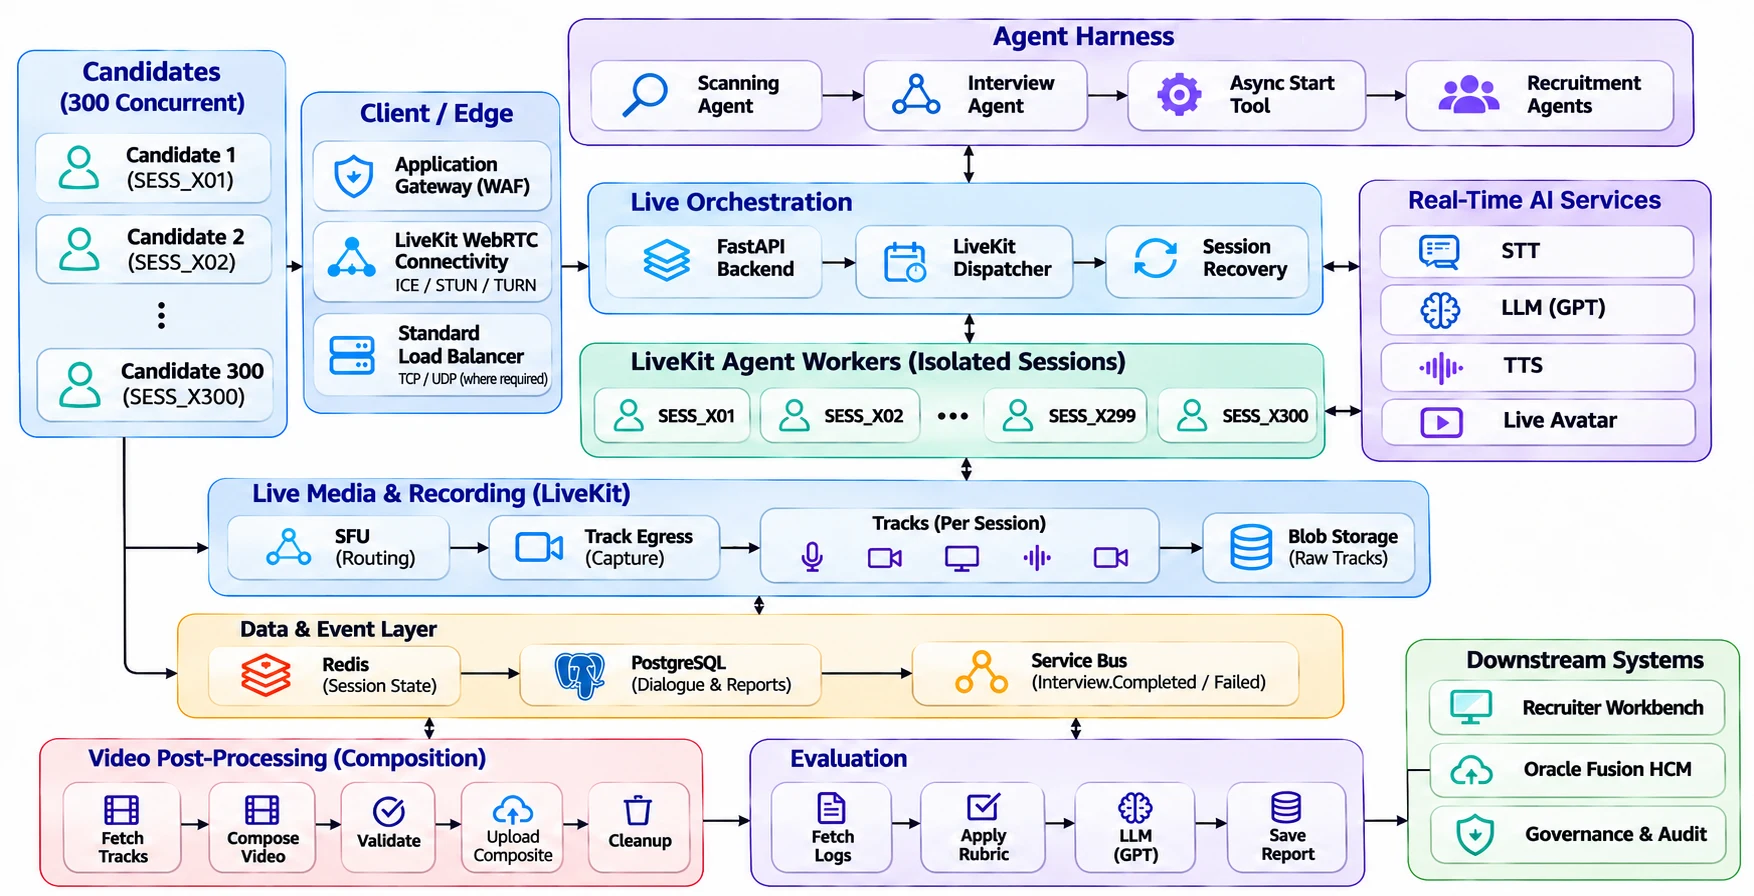 Agent Harness
Scanning
Agent
Interview
Agent
Async Start
Tool
Recruitment
Agents
Candidates
(300 Concurrent)
Candidate 1
(SESS_X01)
Candidate 2
(SESS_X02)
Candidate 300
(SESS_X300)
Client / Edge
Application
Gateway (WAF)
LiveKit WebRTC
Connectivity
ICE / STUN / TURN
Standard
Load Balancer
TCP / UDP (where required)
Live Orchestration
FastAPI
Backend
LiveKit
Dispatcher
Session
Recovery
Real-Time AI Services
STT
LLM (GPT)
TTS
Live Avatar
LiveKit Agent Workers (Isolated Sessions)
SESS_X01
SESS_X02
•••
SESS_X299
SESS_X300
Live Media & Recording (LiveKit)
SFU
(Routing)
Track Egress
(Capture)
Tracks (Per Session)
Blob Storage
(Raw Tracks)
Data & Event Layer
Redis
(Session State)
PostgreSQL
(Dialogue & Reports)
Service Bus
(Interview.Completed / Failed)
Video Post-Processing (Composition)
Fetch
Tracks
Compose
Video
Validate
Upload
Composite
Cleanup
Evaluation
Fetch
Logs
Apply
Rubric
LLM
(GPT)
Save
Report
Downstream Systems
Recruiter Workbench
Oracle Fusion HCM
Governance & Audit